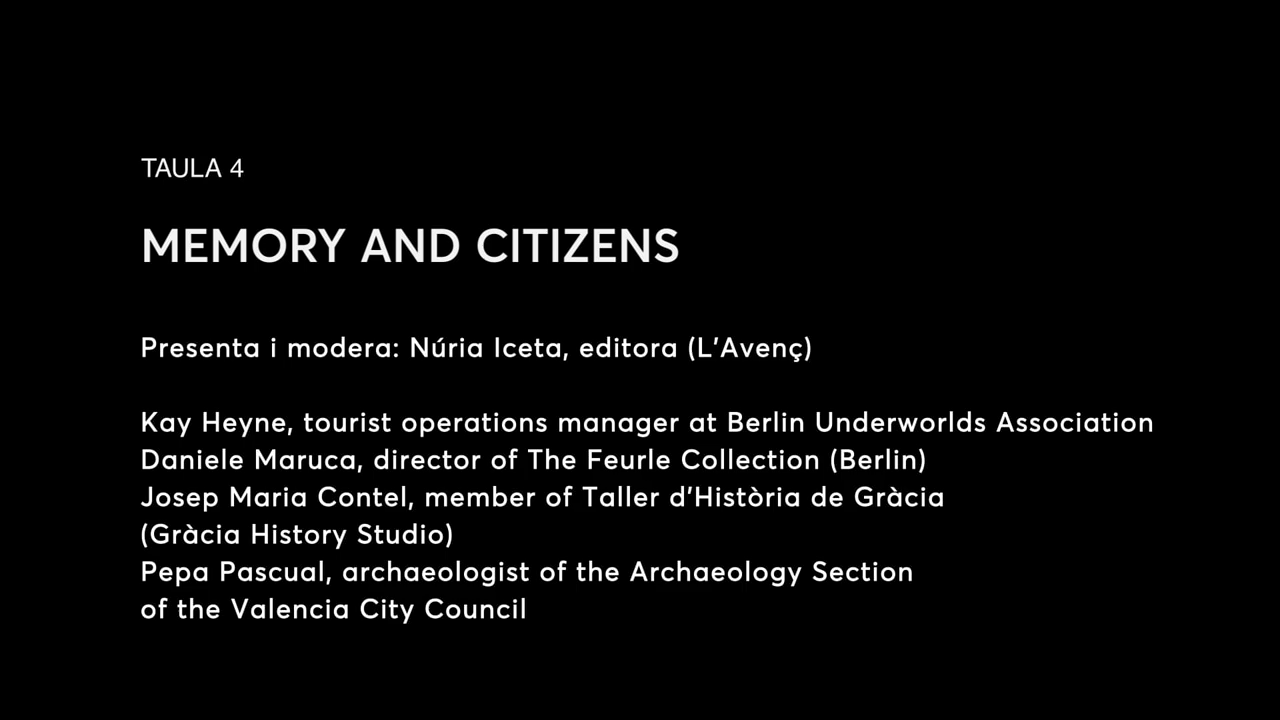 TAULA 4
MEMORY AND CITIZENS
Presenta i modera: Núria Iceta, editora (L’Avenç)
Kay Heyne, tourist operations manager at Berlin Underworlds Association
Daniele Maruca, director of The Feurle Collection (Berlin)
Josep Maria Contel, member of Taller d’Història de Gràcia
(Gràcia History Studio)
Pepa Pascual, archaeologist of the Archaeology Section
of the Valencia City Council